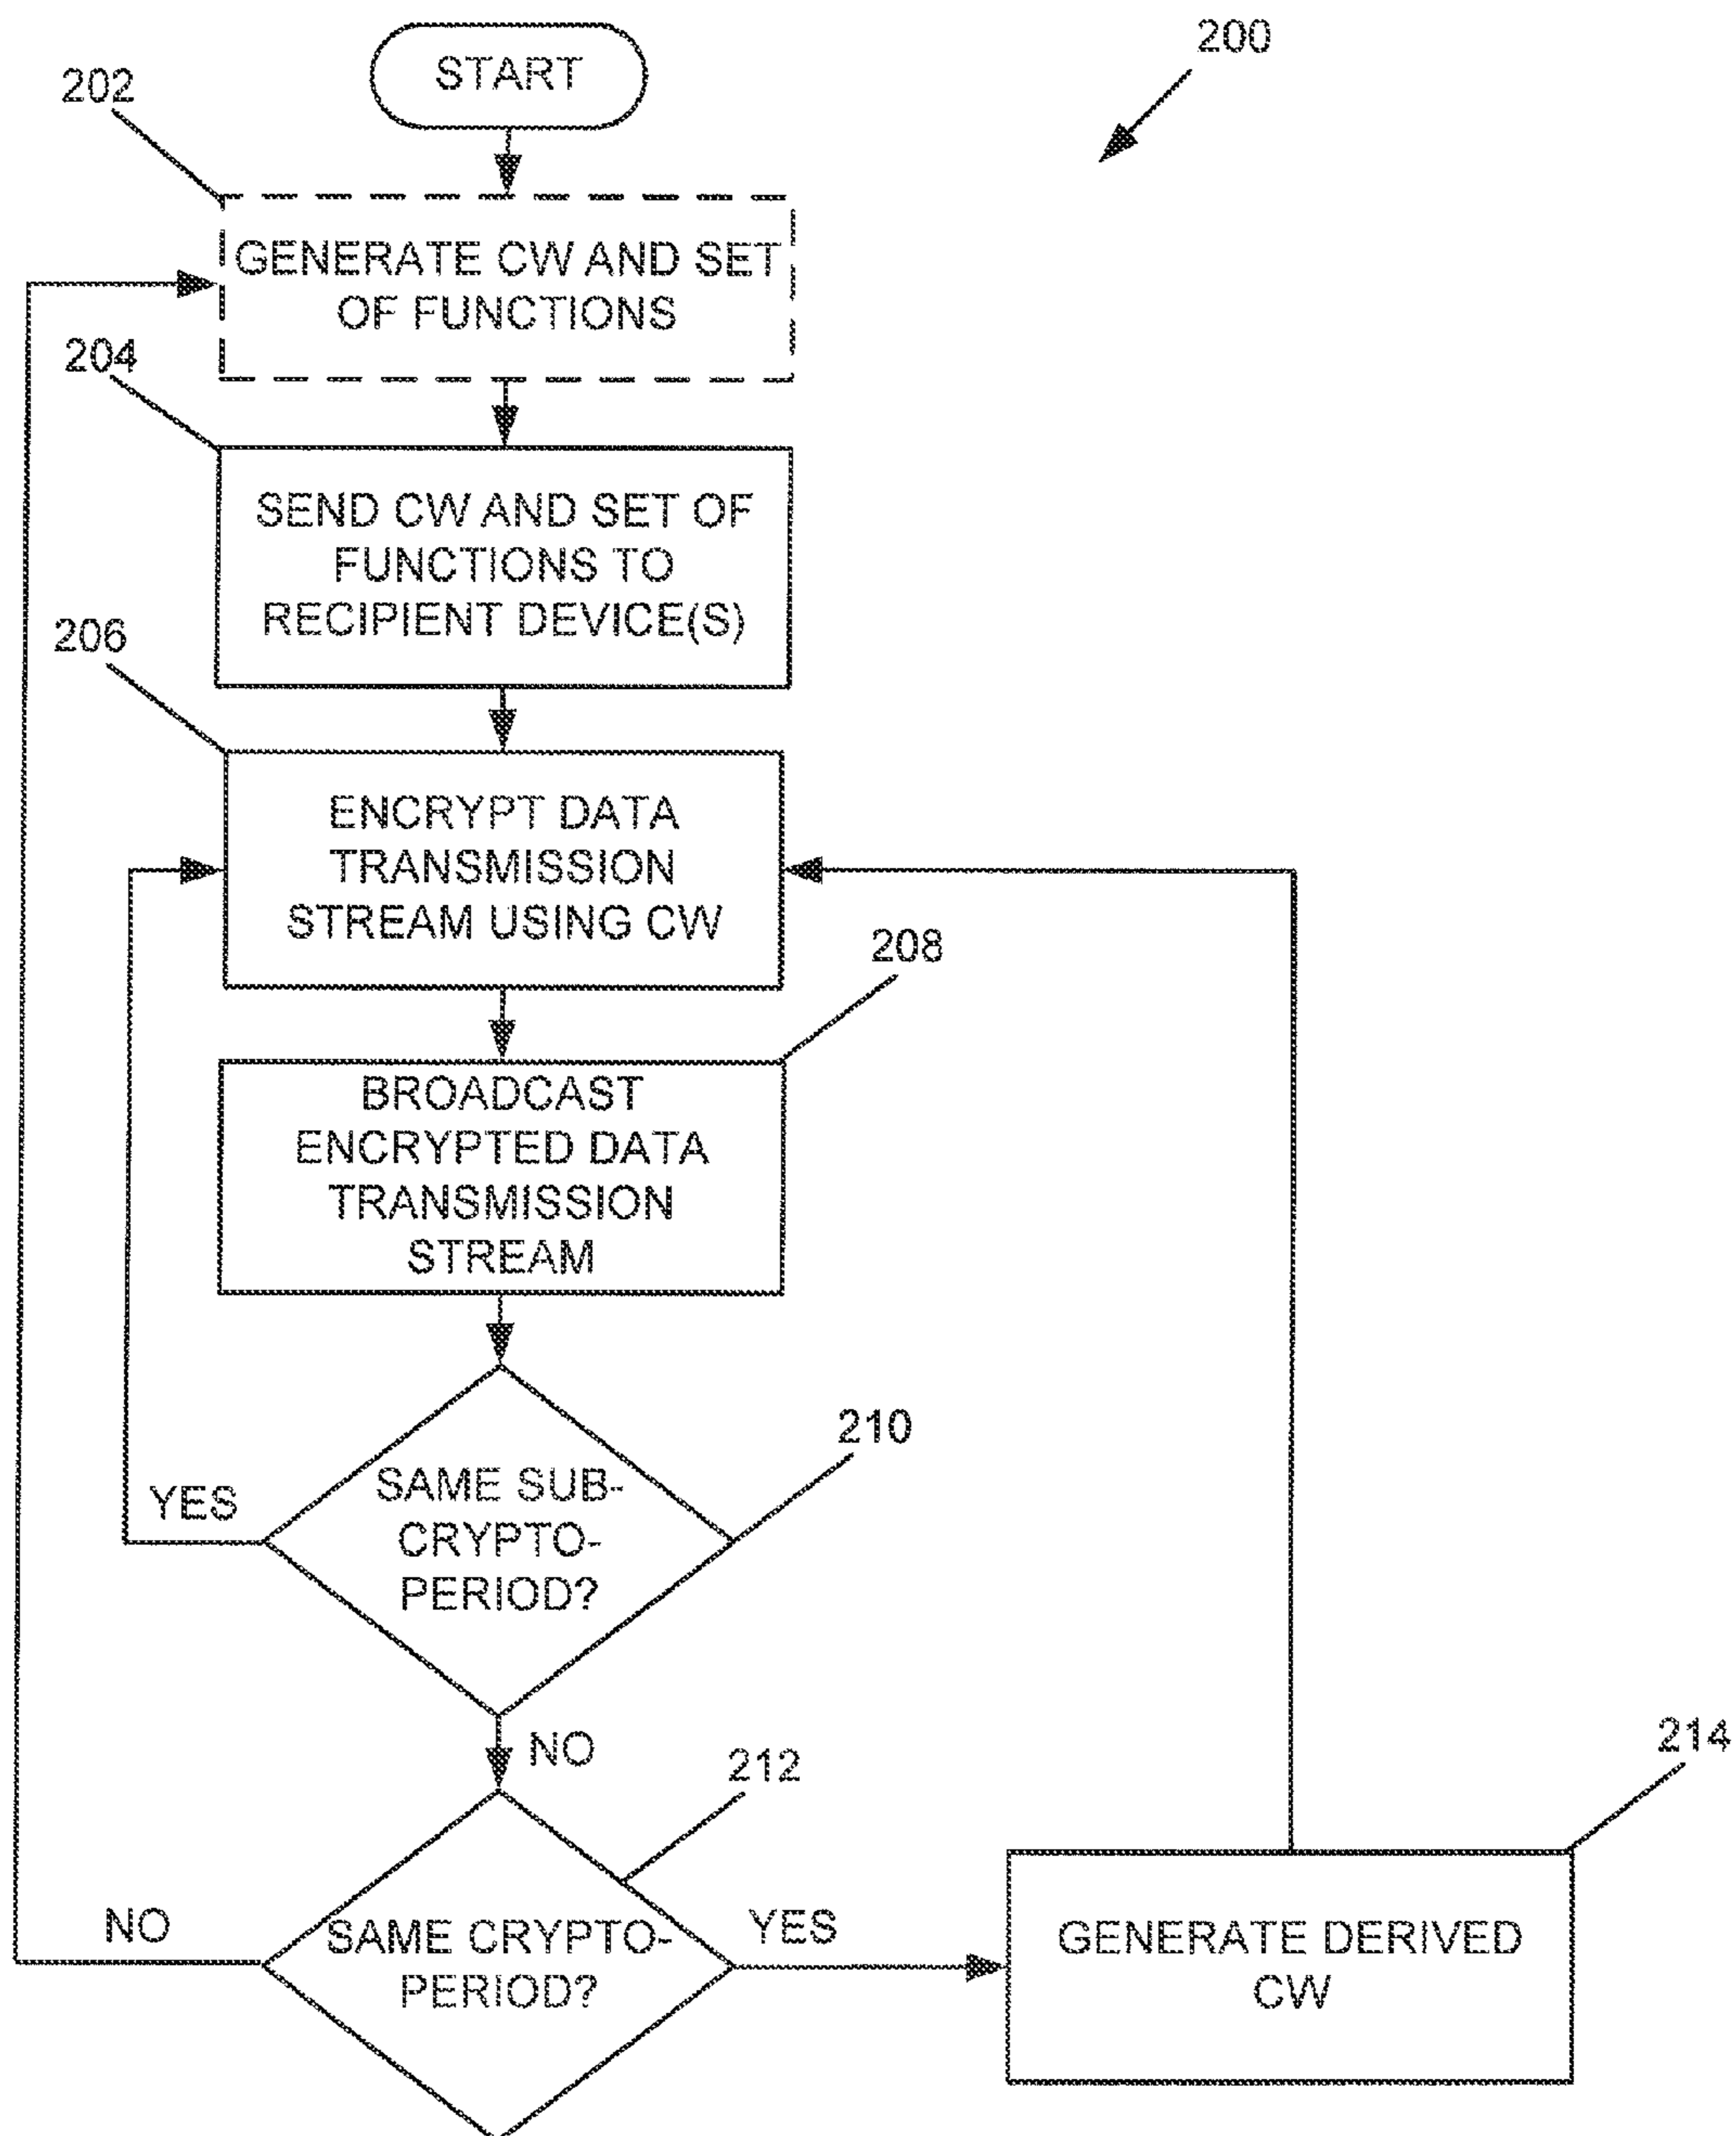 START
200
202
GENERATE CW AND SET
OF FUNCTIONS
204
SEND CW AND SET OF
FUNCTIONS TO
RECIPIENT DEVICE(S)
206
ENCRYPT DATA
TRANSMISSION
STREAM USING CW
208
BROADCAST
ENCRYPTED DATA
TRANSMISSION
STREAM
210
SAME SUB-
CRYPTO-
PERIOD?
YES
NO
212
SAME CRYPTO-
PERIOD?
NO
YES
214
GENERATE DERIVED
CW